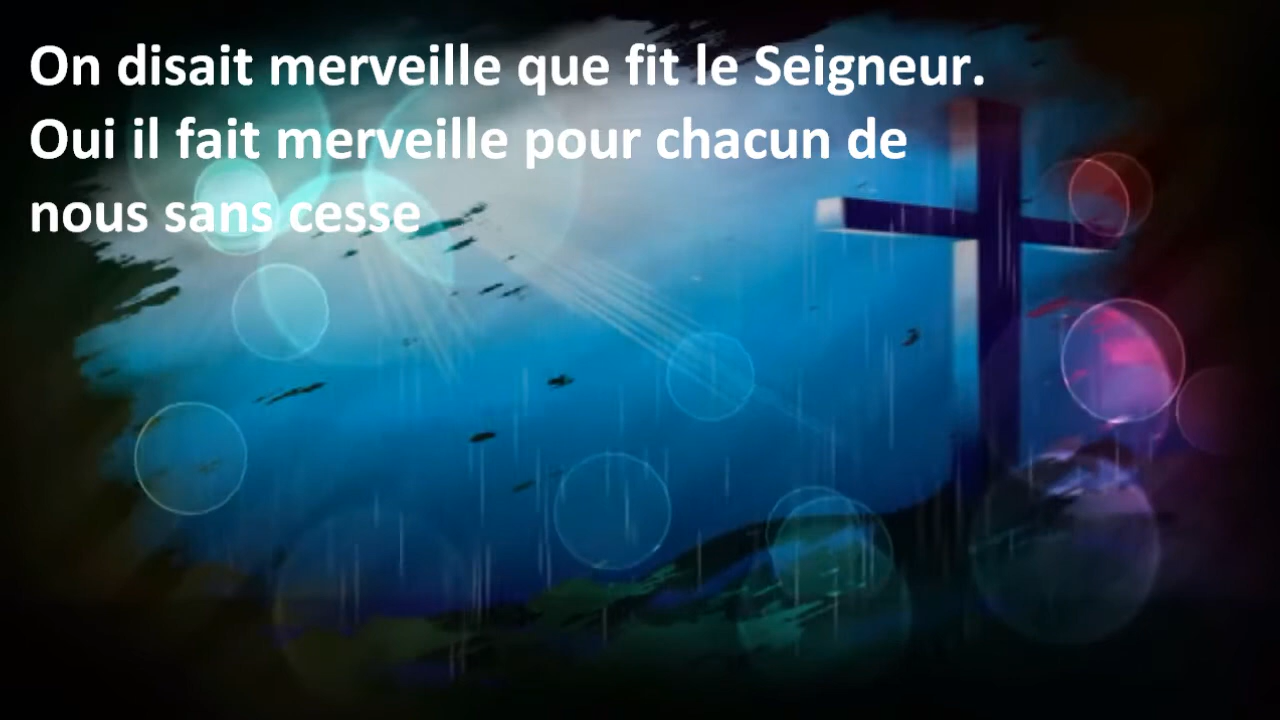 On disait merveille que fit le Seigneur.
Oui il fait merveille pour chacun de
nous sans cesse